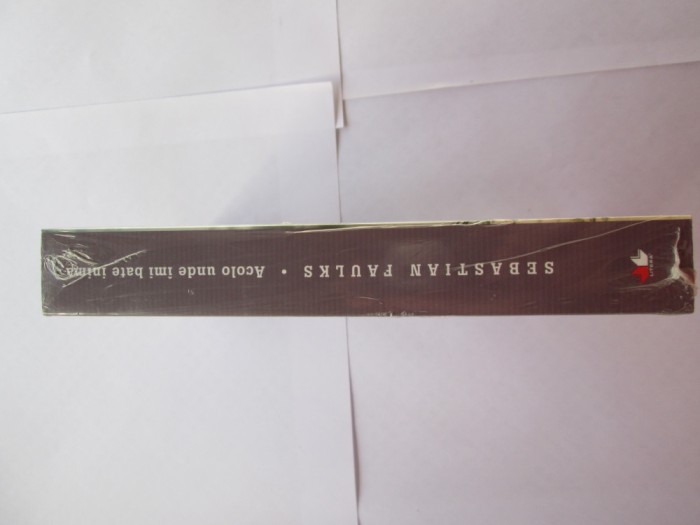 SEBASTIAN FAULKS • Acolo unde îmi bate inima